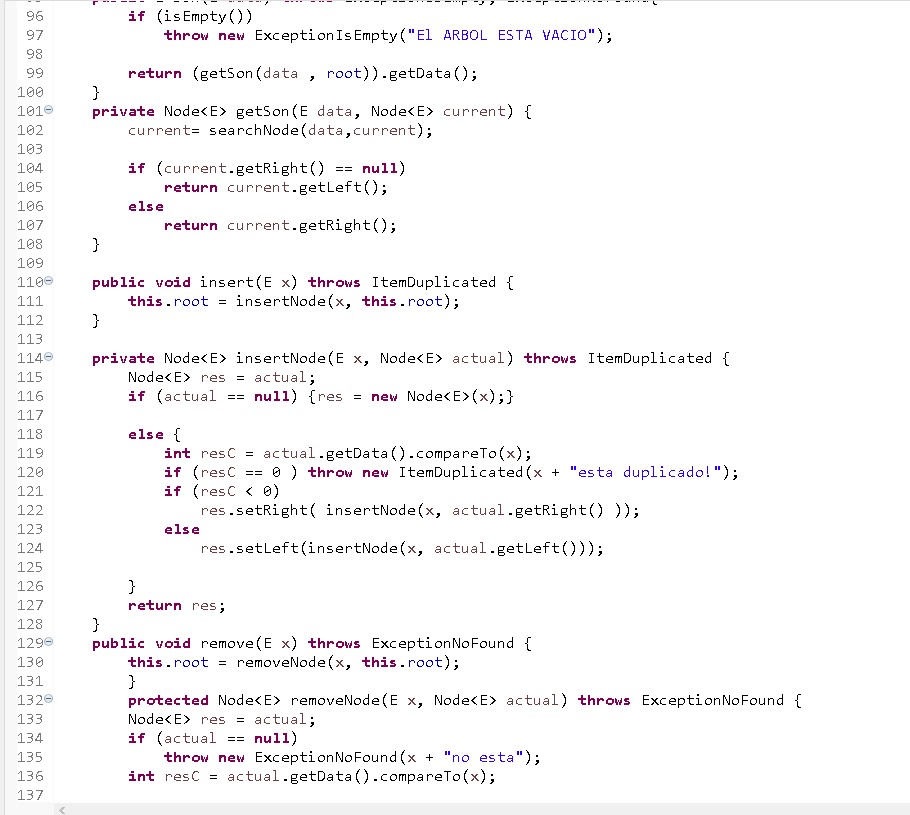 96 if (isEmpty())
97 throw new ExceptionIsEmpty("El ARBOL ESTA VACIO");
98
99 return (getSon(data , root)).getData();
100 }
101 private Node<E> getSon(E data, Node<E> current) {
102 current= searchNode(data,current);
103
104 if (current.getRight() == null)
105 return current.getLeft();
106 else
107 return current.getRight();
108 }
109
110 public void insert(E x) throws ItemDuplicated {
111 this.root = insertNode(x, this.root);
112 }
113
114 private Node<E> insertNode(E x, Node<E> actual) throws ItemDuplicated {
115 Node<E> res = actual;
116 if (actual == null) {res = new Node<E>(x);}
117
118 else {
119 int resC = actual.getData().compareTo(x);
120 if (resC == 0 ) throw new ItemDuplicated(x + "esta duplicado!");
121 if (resC < 0)
122 res.setRight( insertNode(x, actual.getRight() ));
123 else
124 res.setLeft(insertNode(x, actual.getLeft()));
125
126 }
127 return res;
128 }
129 public void remove(E x) throws ExceptionNoFound {
130 this.root = removeNode(x, this.root);
131 }
132 protected Node<E> removeNode(E x, Node<E> actual) throws ExceptionNoFound {
133 Node<E> res = actual;
134 if (actual == null)
135 throw new ExceptionNoFound(x + "no esta");
136 int resC = actual.getData().compareTo(x);
137